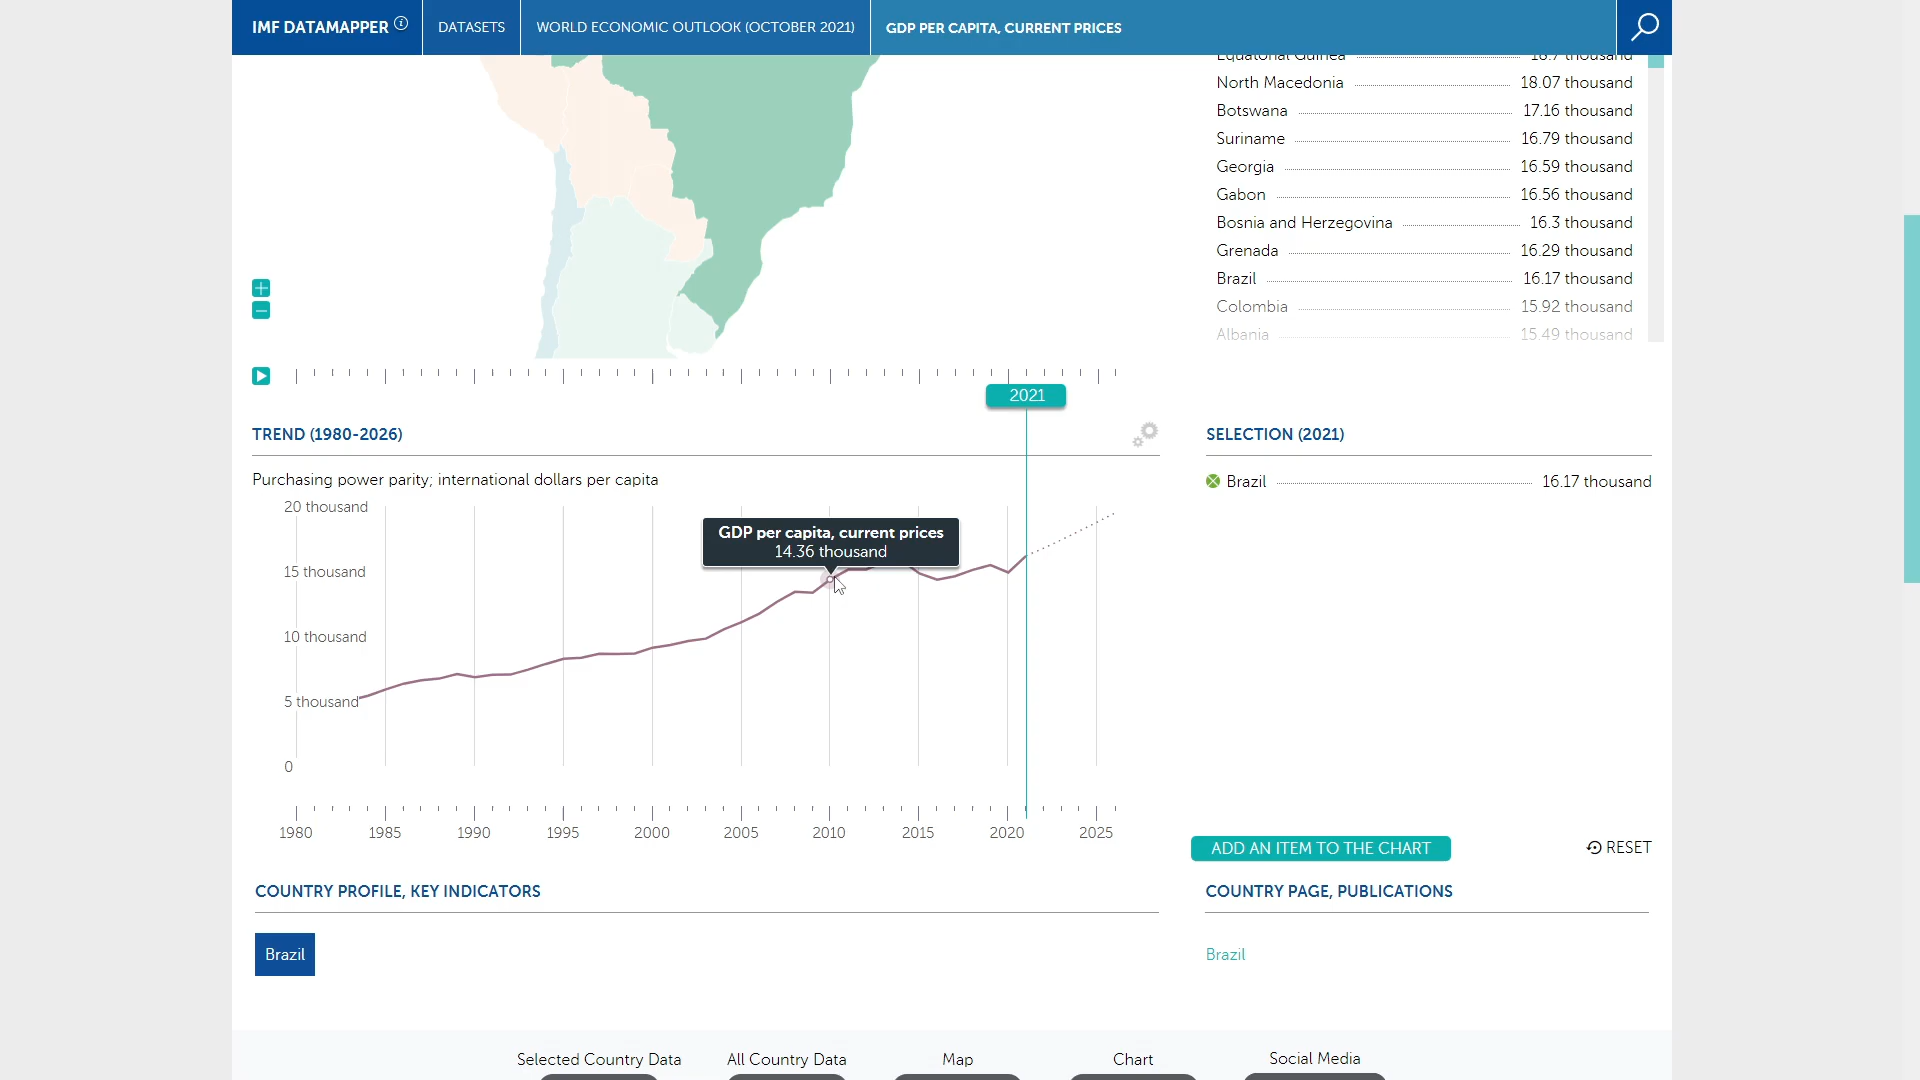 IMF DATAMAPPER
DATASETS
WORLD ECONOMIC OUTLOOK (OCTOBER 2021)
GDP PER CAPITA, CURRENT PRICES
Equatorial Guinea 18.7 thousand
North Macedonia 18.07 thousand
Botswana 17.16 thousand
Suriname 16.79 thousand
Georgia 16.59 thousand
Gabon 16.56 thousand
Bosnia and Herzegovina 16.3 thousand
Grenada 16.29 thousand
Brazil 16.17 thousand
Colombia 15.92 thousand
Albania 15.49 thousand
2021
TREND (1980-2026)
Purchasing power parity; international dollars per capita
20 thousand
15 thousand
10 thousand
5 thousand
0
GDP per capita, current prices
14.36 thousand
1980 1985 1990 1995 2000 2005 2010 2015 2020 2025
SELECTION (2021)
Brazil 16.17 thousand
ADD AN ITEM TO THE CHART
RESET
COUNTRY PROFILE, KEY INDICATORS
Brazil
COUNTRY PAGE, PUBLICATIONS
Brazil
Selected Country Data
All Country Data
Map
Chart
Social Media